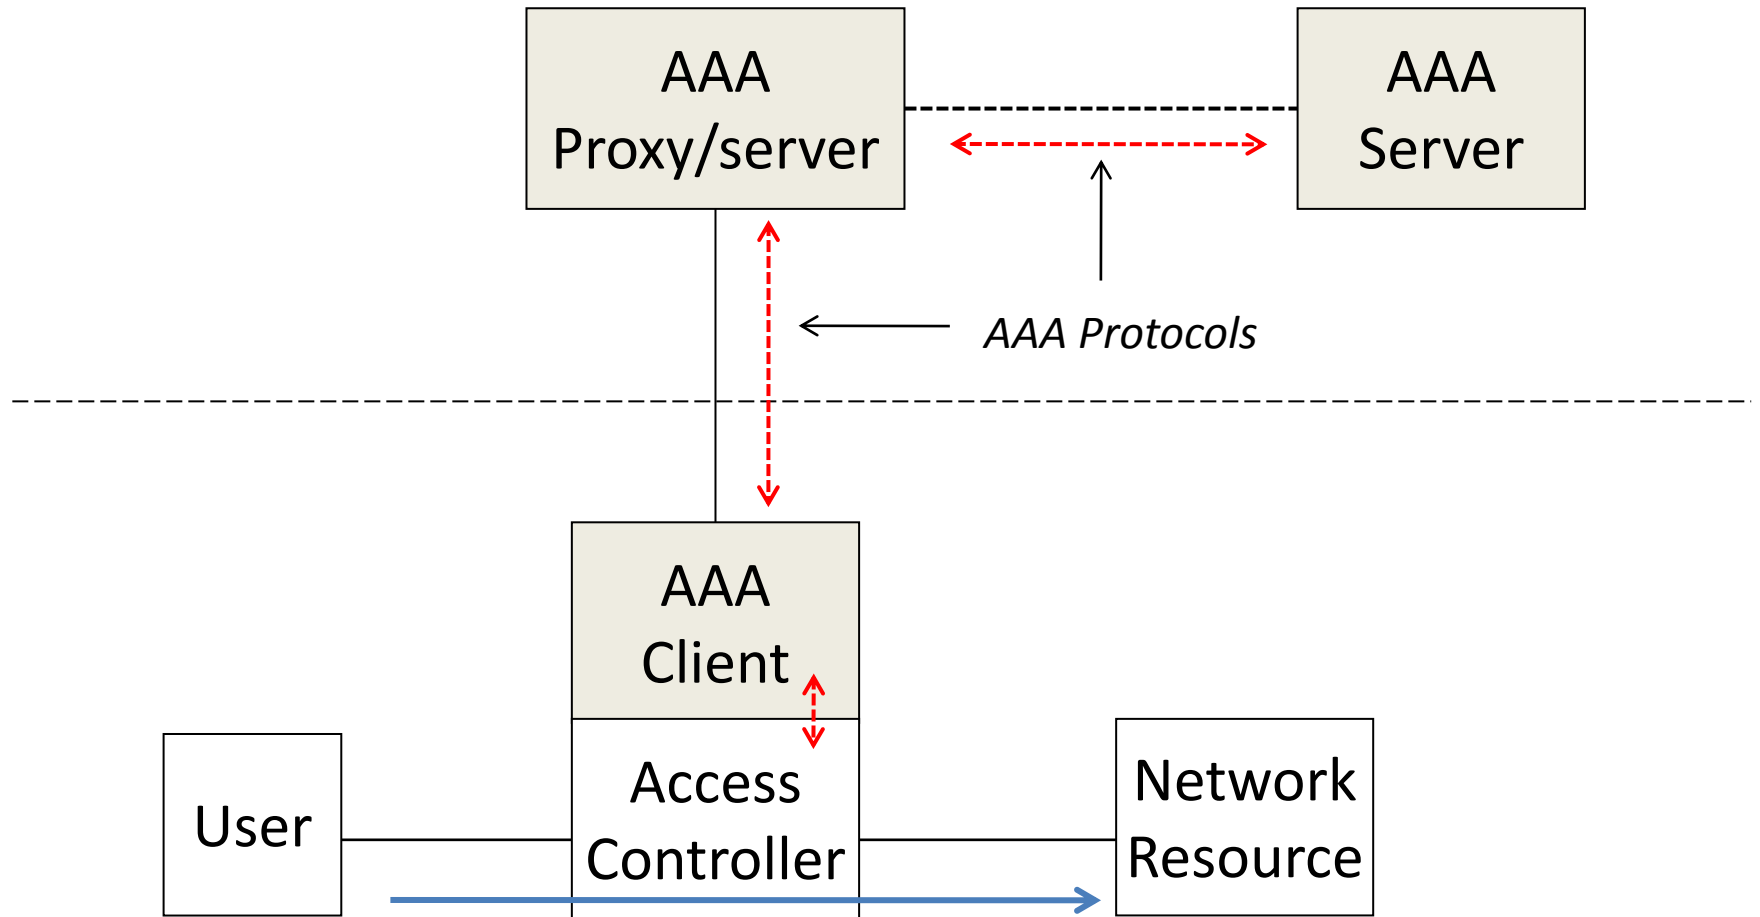 AAA
Proxy/server
AAA
Server
AAA Protocols
AAA
Client
User
Access
Controller
Network
Resource